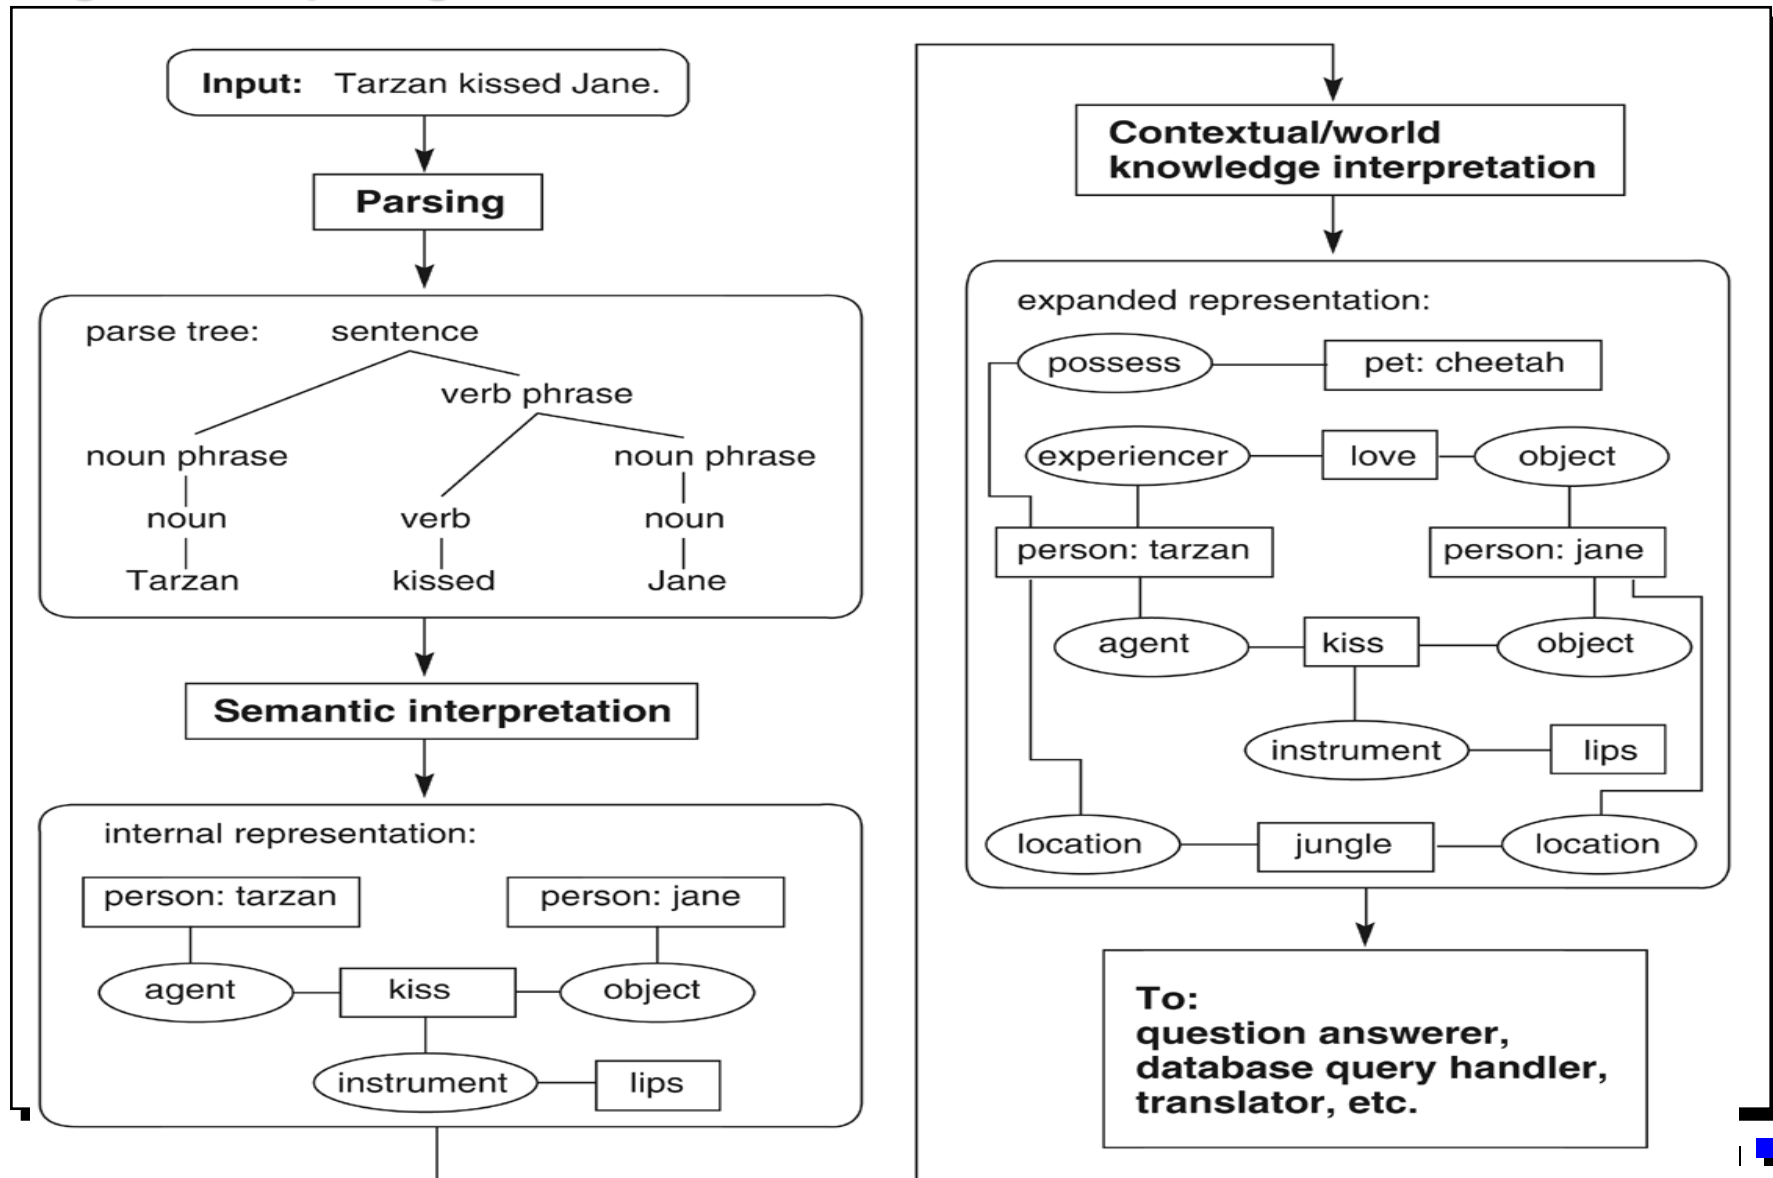 Input: Tarzan kissed Jane.
Parsing
parse tree: sentence
verb phrase
noun phrase noun phrase
noun verb noun
Tarzan kissed Jane
Semantic interpretation
internal representation:
person: tarzan person: jane
agent kiss object
instrument lips
Contextual/world
knowledge interpretation
expanded representation:
possess pet: cheetah
experiencer love object
person: tarzan person: jane
agent kiss object
instrument lips
location jungle location
To:
question answerer,
database query handler,
translator, etc.